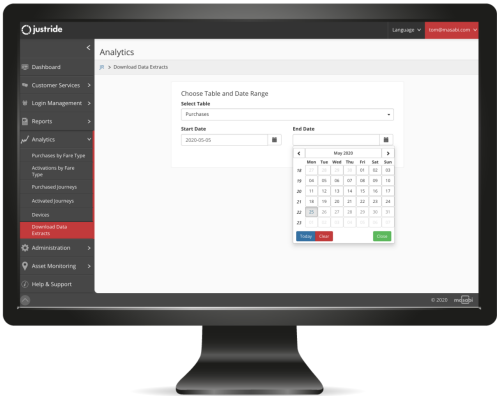 justride
Language
tom@masabi.com
Analytics
Dashboard
> Download Data Extracts
Customer Services
Choose Table and Date Range
Login Management
Select Table
Purchases
Reports
Start Date
End Date
2020-05-05
Analytics
May 2020
Purchases by Fare Type
Mon Tue Wed Thu Fri Sat Sun
Activations by Fare
Type
18 01 02 03
Purchased Journeys
19 04 05 06 07 08 09 10
20 11 12 13 14 15 16 17
Activated Journeys
21 18 19 20 21 22 23 24
Devices
22 25 26 27 28 29 30 31
Download Data
Extracts
23
Today Clear Close
Administration
Asset Monitoring
Help & Support
© 2020 masabi